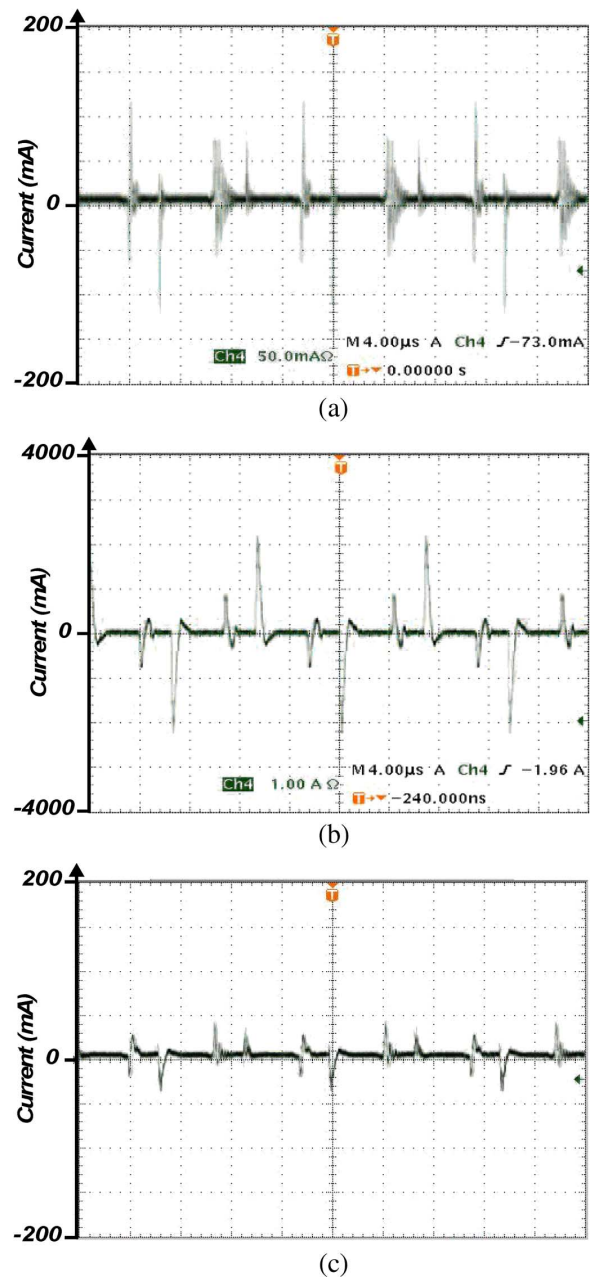 200
T
Current (mA)
0
M 4.00µs A Ch4 ʃ -73.0mA
Ch4 50.0mAΩ
T→▼ 0.00000 s
-200
(a)
4000
T
Current (mA)
0
M 4.00µs A Ch4 ʃ -1.96 A
Ch4 1.00 A Ω
T→▼ -240.000ns
-4000
(b)
200
T
Current (mA)
0
-200
(c)